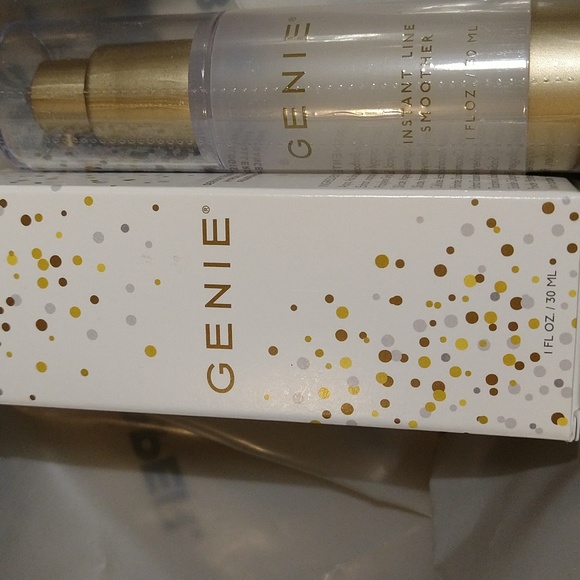 GENIE®
INSTANT LINE
SMOOTHER
1 FL OZ / 30 ML
GENIE®
1 FL OZ / 30 ML